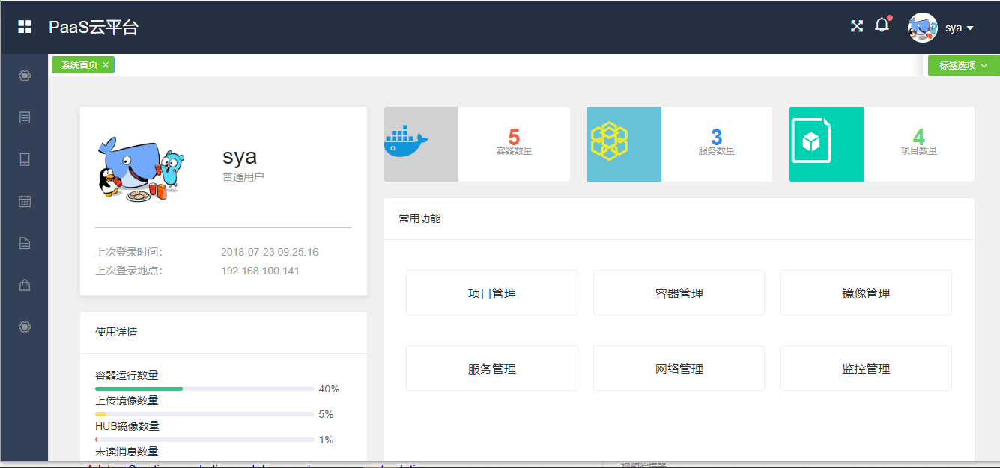 PaaS云平台
sya
系统首页
标签选项
sya
普通用户
上次登录时间:
2018-07-23 09:25:16
上次登录地点:
192.168.100.141
5
容器数量
3
服务数量
4
项目数量
常用功能
项目管理
容器管理
镜像管理
服务管理
网络管理
监控管理
使用详情
容器运行数量
40%
上传镜像数量
5%
HUB镜像数量
1%
未读消息数量